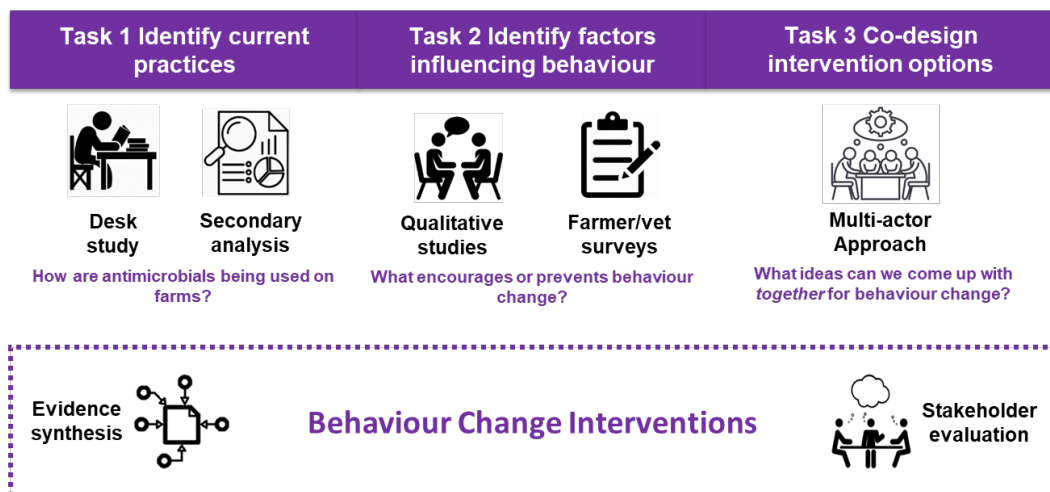 Task 1 Identify current
practices
Task 2 Identify factors
influencing behaviour
Task 3 Co-design
intervention options
Desk
study
Secondary
analysis
How are antimicrobials being used on
farms?
Qualitative
studies
Farmer/vet
surveys
What encourages or prevents behaviour
change?
Multi-actor
Approach
What ideas can we come up with
together for behaviour change?
Evidence
synthesis
Behaviour Change Interventions
Stakeholder
evaluation